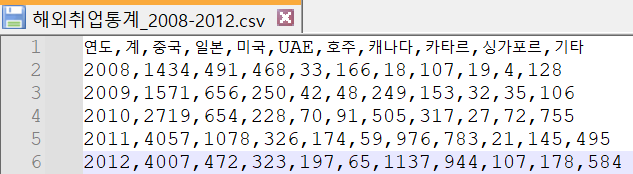 해외취업통계_2008-2012.csv
1 연도,계,중국,일본,미국,UAE,호주,캐나다,카타르,싱가포르,기타
2 2008,1434,491,468,33,166,18,107,19,4,128
3 2009,1571,656,250,42,48,249,153,32,35,106
4 2010,2719,654,228,70,91,505,317,27,72,755
5 2011,4057,1078,326,174,59,976,783,21,145,495
6 2012,4007,472,323,197,65,1137,944,107,178,584